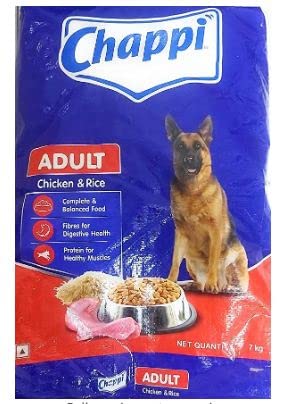 Chappi
ADULT
Chicken & Rice
Complete &
Balanced Food
Fibres for
Digestive Health
Protein for
Healthy Muscles
NET QUANT
7 kg
Chappi
ADULT
Chicken & Rice